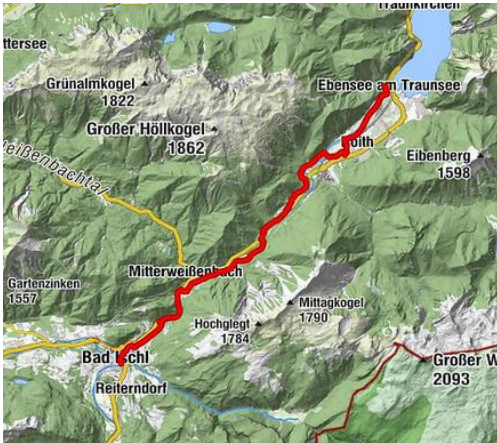 Traunkirchen
ttersee
Grünalmkogel
1822
Ebensee am Traunsee
Großer Höllkogel
1862
Roith
Eibenberg
1598
Weißenbachtal
Gartenzinken
1557
Mitterweißenbach
Mittagkogel
1790
Hochglegt
1784
Bad Ischl
Großer W
2093
Reiterndorf